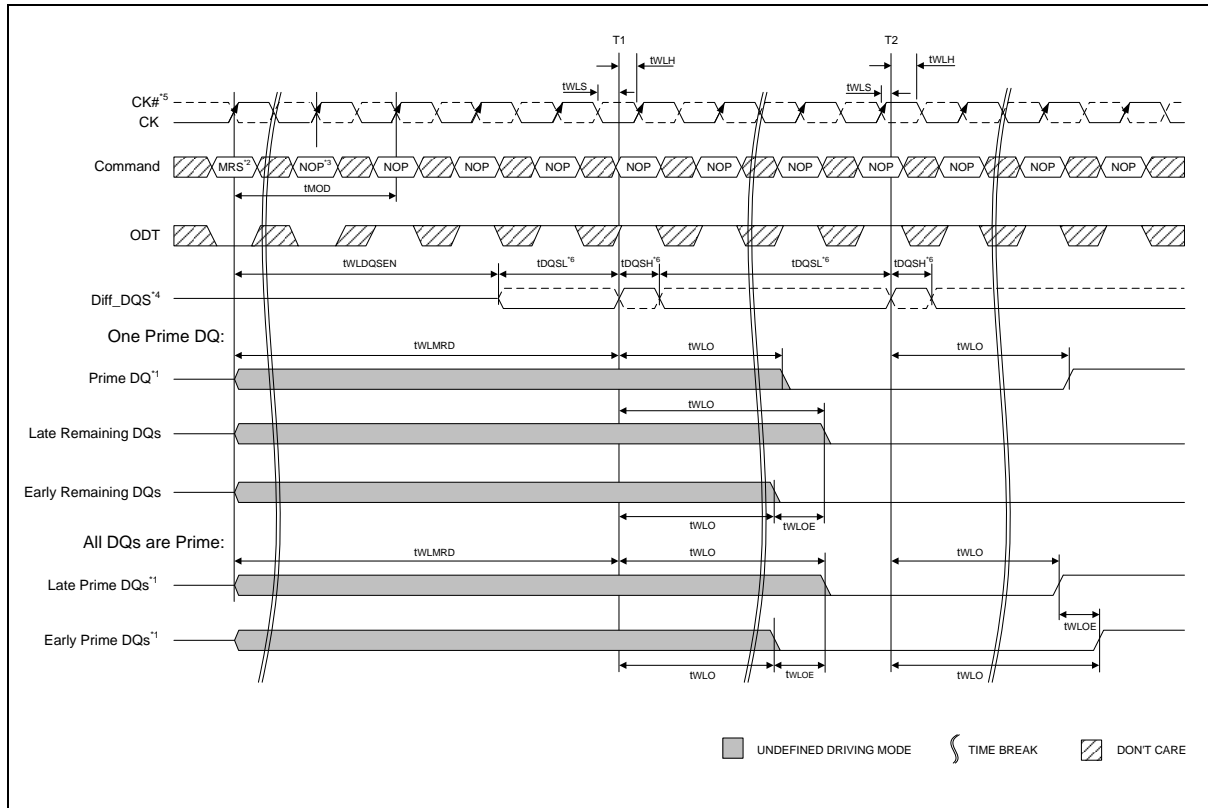 T1 T2
tWLH tWLH
tWLS tWLS
CK#*5
CK
Command MRS*2 NOP*3 NOP NOP NOP NOP NOP NOP NOP NOP NOP NOP
tMOD
ODT
tWLDQSEN tDQSL*6 tDQSH*6 tDQSL*6 tDQSH*6
Diff_DQS*4
One Prime DQ:
tWLMRD tWLO tWLO
Prime DQ*1
tWLO
Late Remaining DQs
Early Remaining DQs
tWLO tWLOE
All DQs are Prime:
tWLMRD tWLO tWLO
Late Prime DQs*1
tWLOE
Early Prime DQs*1
tWLO tWLOE tWLO
UNDEFINED DRIVING MODE TIME BREAK DON'T CARE